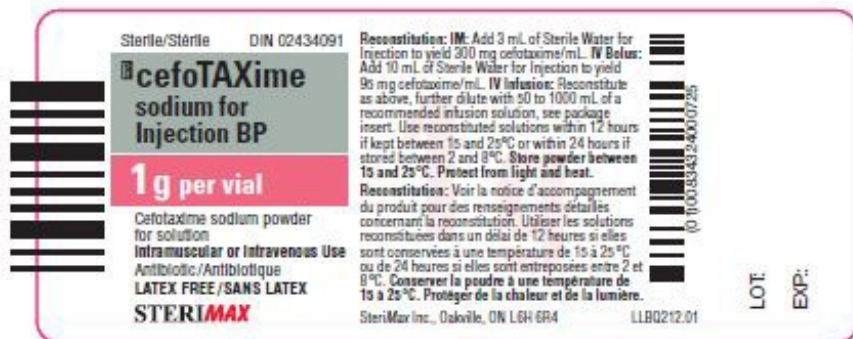 Sterile/Stérile DIN 02434091
cefoTAXime
sodium for
Injection BP
1 g per vial
Cefotaxime sodium powder
for solution
Intramuscular or Intravenous Use
Antibiotic/Antibiotique
LATEX FREE/SANS LATEX
STERIMAX
Reconstitution: IM: Add 3 mL of Sterile Water for
Injection to yield 300 mg cefotaxime/mL. IV Bolus:
Add 10 mL of Sterile Water for Injection to yield
95 mg cefotaxime/mL. IV Infusion: Reconstitute
as above, further dilute with 50 to 1000 mL of a
recommended infusion solution, see package
insert. Use reconstituted solutions within 12 hours
if kept between 15 and 25°C or within 24 hours if
stored between 2 and 8°C. Store powder between
15 and 25°C. Protect from light and heat.
Reconstitution: Voir la notice d'accompagnement
du produit pour des renseignements détaillés
concernant la reconstitution. Utiliser les solutions
reconstituées dans un délai de 12 heures si elles
sont conservées à une température de 15 à 25 °C
ou de 24 heures si elles sont entreposées entre 2 et
8°C. Conserver la poudre à une température de
15 à 25°C. Protéger de la chaleur et de la lumière.
SteriMax Inc., Oakville, ON L6H 6R4 LLBQ212.01
(01)00834324000725
LOT:
EXP.: